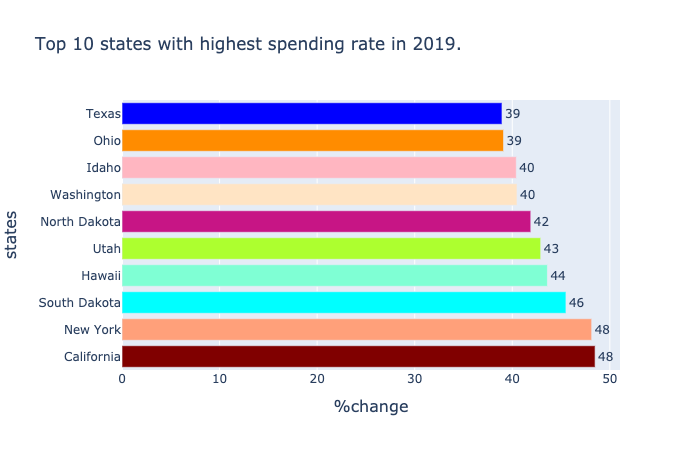 Top 10 states with highest spending rate in 2019.
Texas 39
Ohio 39
Idaho 40
Washington 40
North Dakota 42
Utah 43
Hawaii 44
South Dakota 46
New York 48
California 48
0 10 20 30 40 50
%change
states